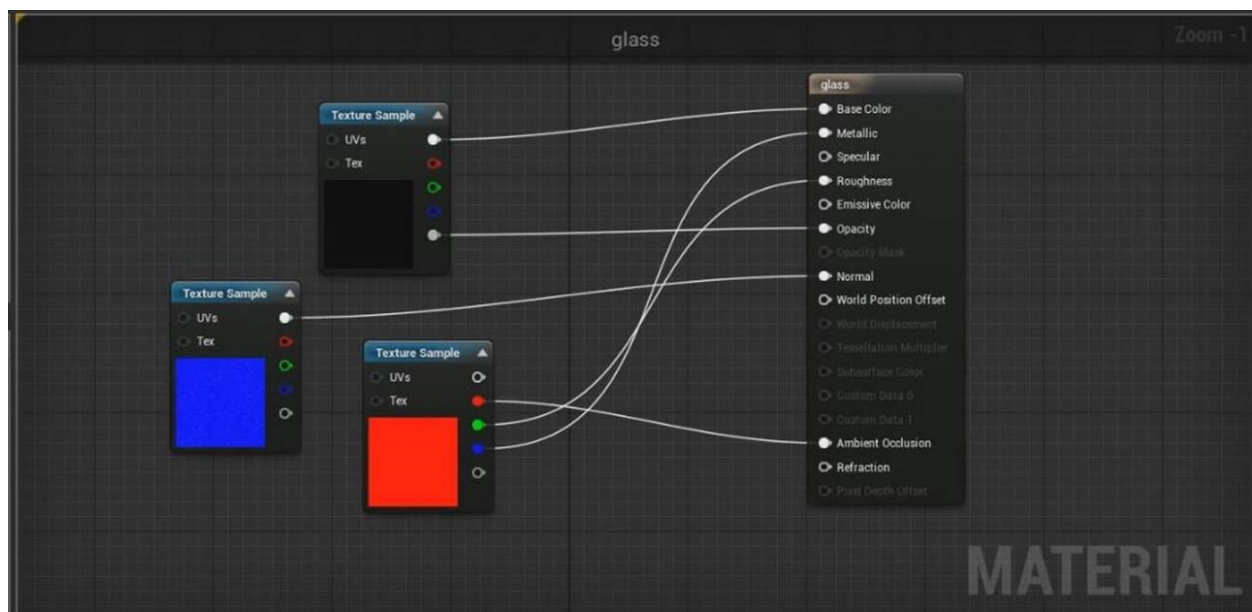 glass
Zoom -1
Texture Sample
UVs
Tex
Texture Sample
UVs
Tex
Texture Sample
UVs
Tex
glass
Base Color
Metallic
Specular
Roughness
Emissive Color
Opacity
Opacity Mask
Normal
World Position Offset
World Displacement
Tessellation Multiplier
Subsurface Color
Custom Data 0
Custom Data 1
Ambient Occlusion
Refraction
Pixel Depth Offset
MATERIAL